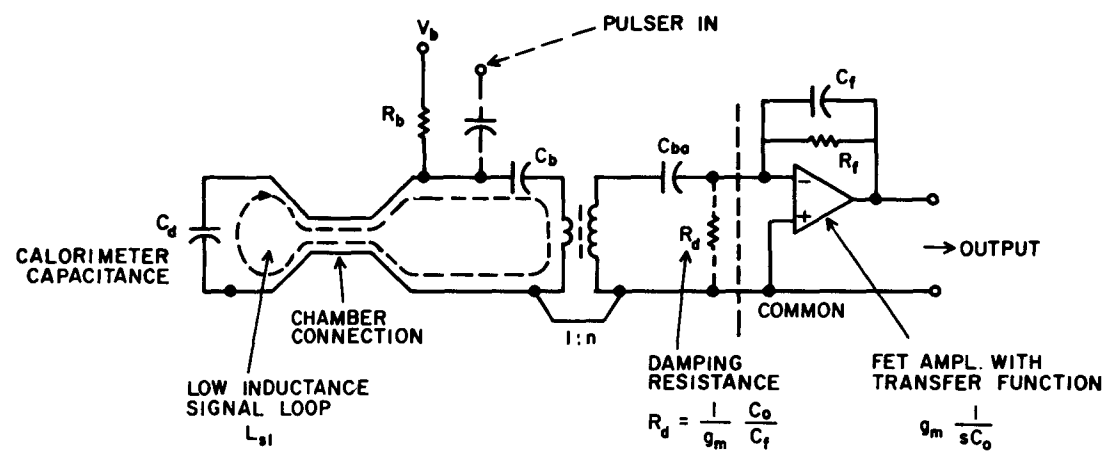 V_b
PULSER IN
R_b
C_b
C_ba
C_f
R_f
C_d
CALORIMETER
CAPACITANCE
R_d
−
+
OUTPUT
CHAMBER
CONNECTION
1:n
COMMON
LOW INDUCTANCE
SIGNAL LOOP
L_s1
DAMPING
RESISTANCE
R_d = 1/g_m C_o/C_f
FET AMPL. WITH
TRANSFER FUNCTION
g_m 1/sC_o